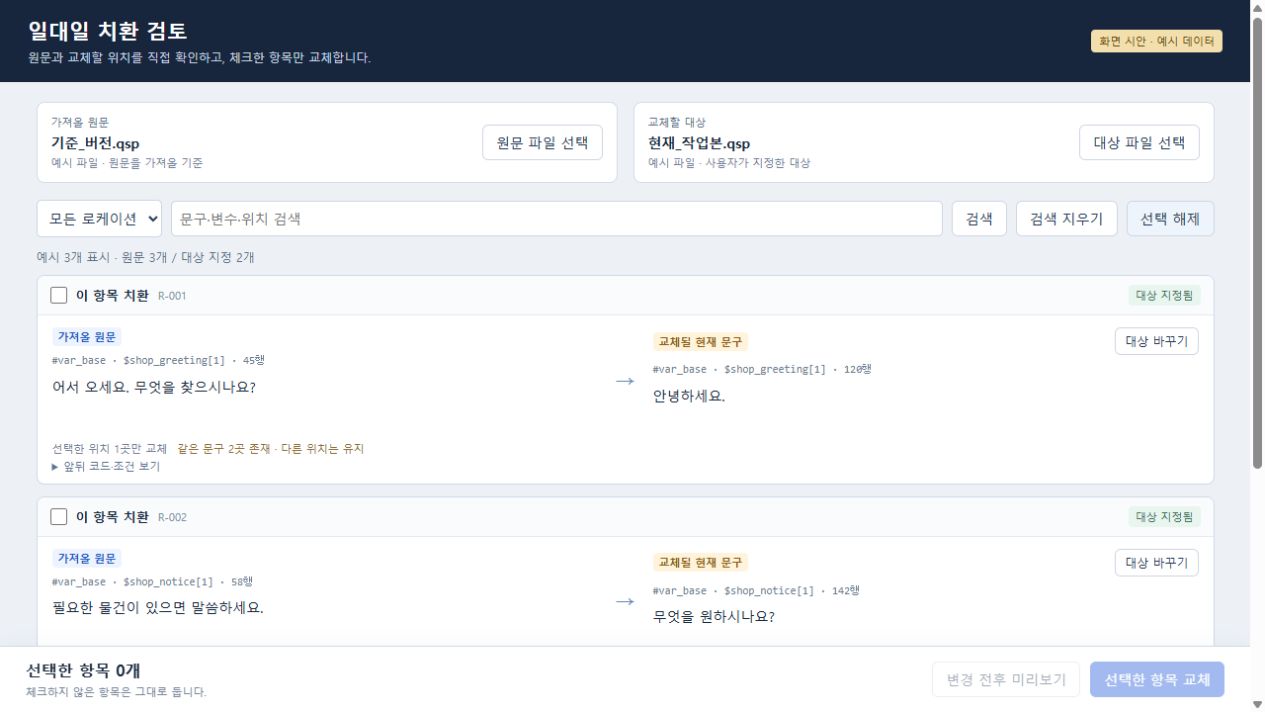 일대일 치환 검토
원문과 교체할 위치를 직접 확인하고, 체크한 항목만 교체합니다.
화면 시안 · 예시 데이터
가져올 원문
기준_버전.qsp
예시 파일 · 원문을 가져올 기준
원문 파일 선택
교체할 대상
현재_작업본.qsp
예시 파일 · 사용자가 지정한 대상
대상 파일 선택
모든 로케이션
문구·변수·위치 검색
검색
검색 지우기
선택 해제
예시 3개 표시 · 원문 3개 / 대상 지정 2개
이 항목 치환 R-001
대상 지정됨
가져올 원문
#var_base · $shop_greeting[1] · 45행
어서 오세요. 무엇을 찾으시나요?
→
교체될 현재 문구
#var_base · $shop_greeting[1] · 120행
안녕하세요.
대상 바꾸기
선택한 위치 1곳만 교체 같은 문구 2곳 존재 · 다른 위치는 유지
▶ 앞뒤 코드·조건 보기
이 항목 치환 R-002
대상 지정됨
가져올 원문
#var_base · $shop_notice[1] · 58행
필요한 물건이 있으면 말씀하세요.
→
교체될 현재 문구
#var_base · $shop_notice[1] · 142행
무엇을 원하시나요?
대상 바꾸기
선택한 항목 0개
체크하지 않은 항목은 그대로 둡니다.
변경 전후 미리보기
선택한 항목 교체